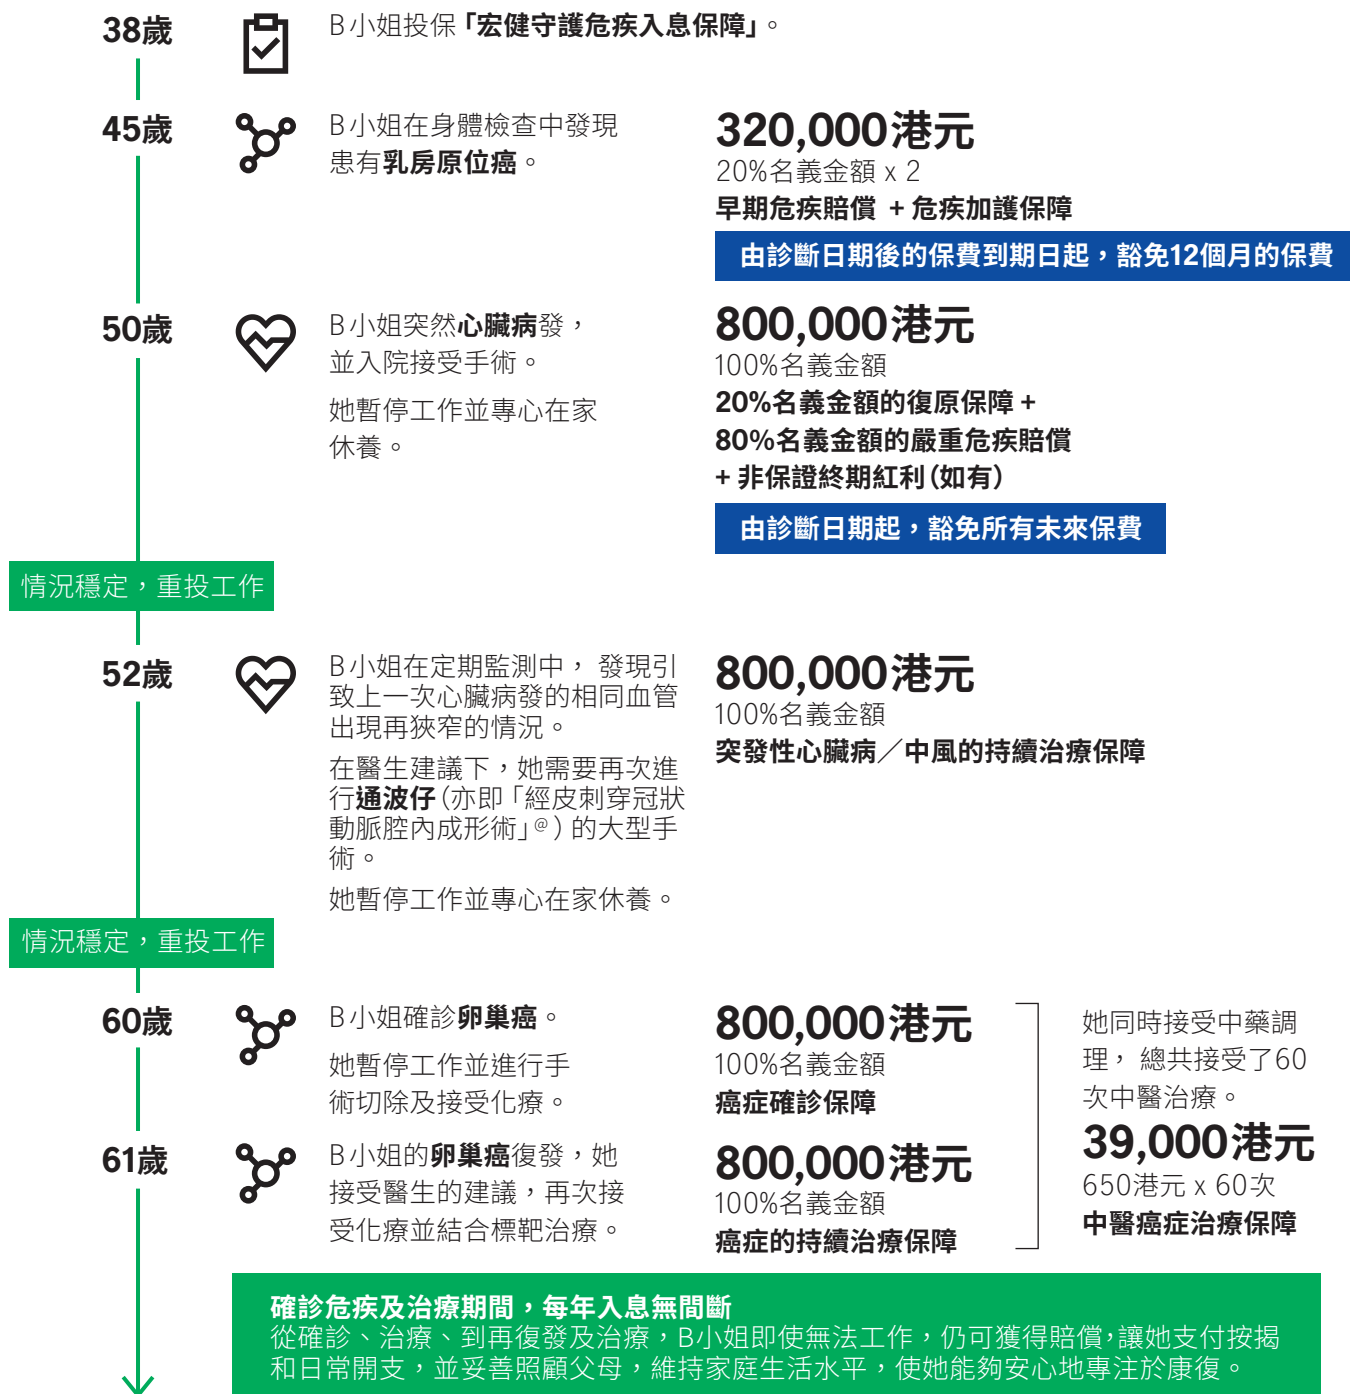 38歲
B小姐投保「宏健守護危疾入息保障」。
45歲
B小姐在身體檢查中發現
患有乳房原位癌。
320,000港元
20%名義金額 x 2
早期危疾賠償 + 危疾加護保障
由診斷日期後的保費到期日起，豁免12個月的保費
50歲
B小姐突然心臟病發，
並入院接受手術。
她暫停工作並專心在家
休養。
800,000港元
100%名義金額
20%名義金額的復原保障 +
80%名義金額的嚴重危疾賠償
+ 非保證終期紅利（如有）
由診斷日期起，豁免所有未來保費
情況穩定，重投工作
52歲
B小姐在定期監測中， 發現引
致上一次心臟病發的相同血管
出現再狹窄的情況。
在醫生建議下，她需要再次進
行通波仔（亦即「經皮刺穿冠狀
動脈腔內成形術」@）的大型手
術。
她暫停工作並專心在家休養。
800,000港元
100%名義金額
突發性心臟病／中風的持續治療保障
情況穩定，重投工作
60歲
B小姐確診卵巢癌。
她暫停工作並進行手
術切除及接受化療。
800,000港元
100%名義金額
癌症確診保障
61歲
B小姐的卵巢癌復發，她
接受醫生的建議，再次接
受化療並結合標靶治療。
800,000港元
100%名義金額
癌症的持續治療保障
她同時接受中藥調
理， 總共接受了60
次中醫治療。
39,000港元
650港元 x 60次
中醫癌症治療保障
確診危疾及治療期間，每年入息無間斷
從確診、治療、到再復發及治療，B小姐即使無法工作，仍可獲得賠償，讓她支付按揭
和日常開支，並妥善照顧父母，維持家庭生活水平，使她能夠安心地專注於康復。